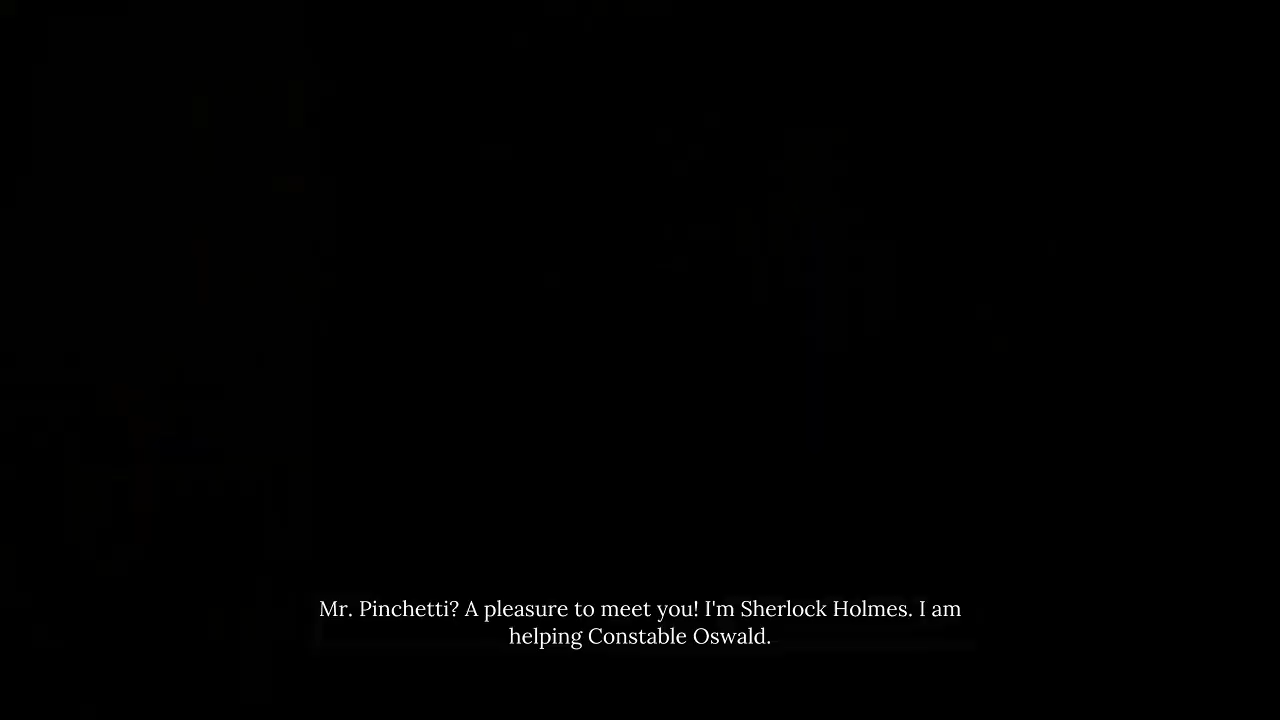 Mr. Pinchetti? A pleasure to meet you! I'm Sherlock Holmes. I am
helping Constable Oswald.